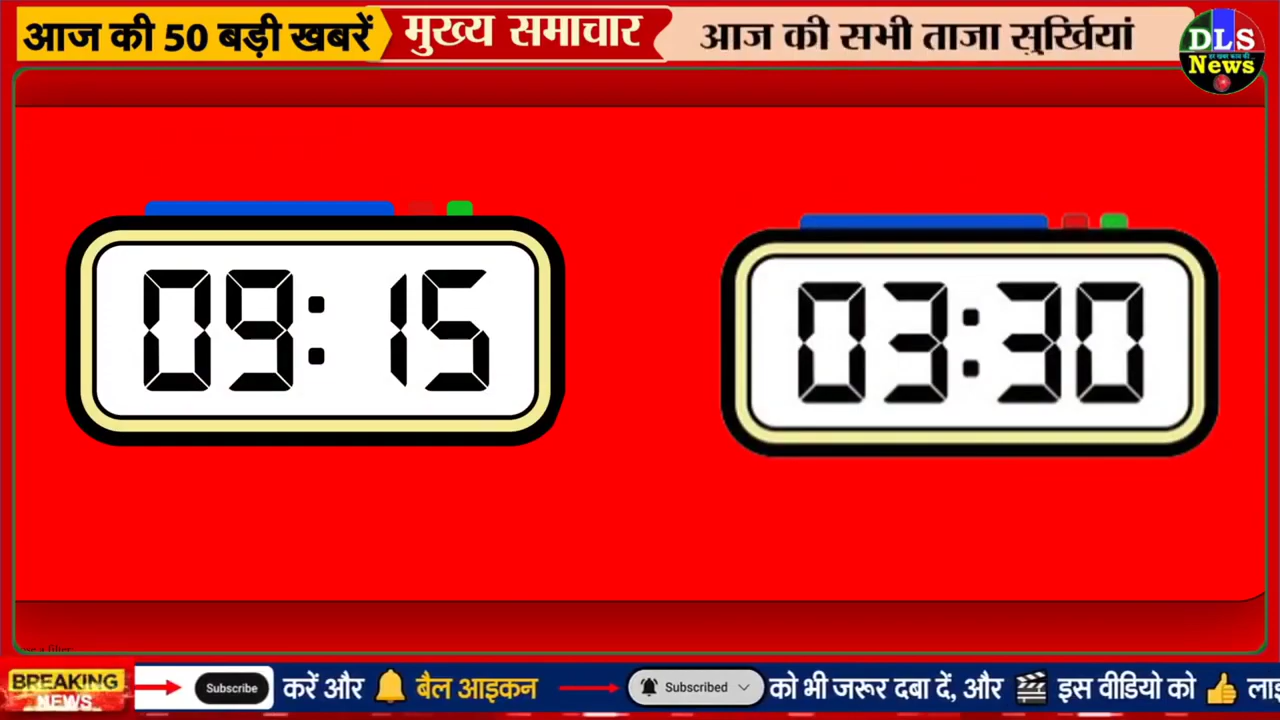 आज की 50 बड़ी खबरें
मुख्य समाचार
आज की सभी ताजा सुर्खियां
DLS
News
09:15
03:30
BREAKING
NEWS
Subscribe करें और बैल आइकन Subscribed को भी जरूर दबा दें, और इस वीडियो को